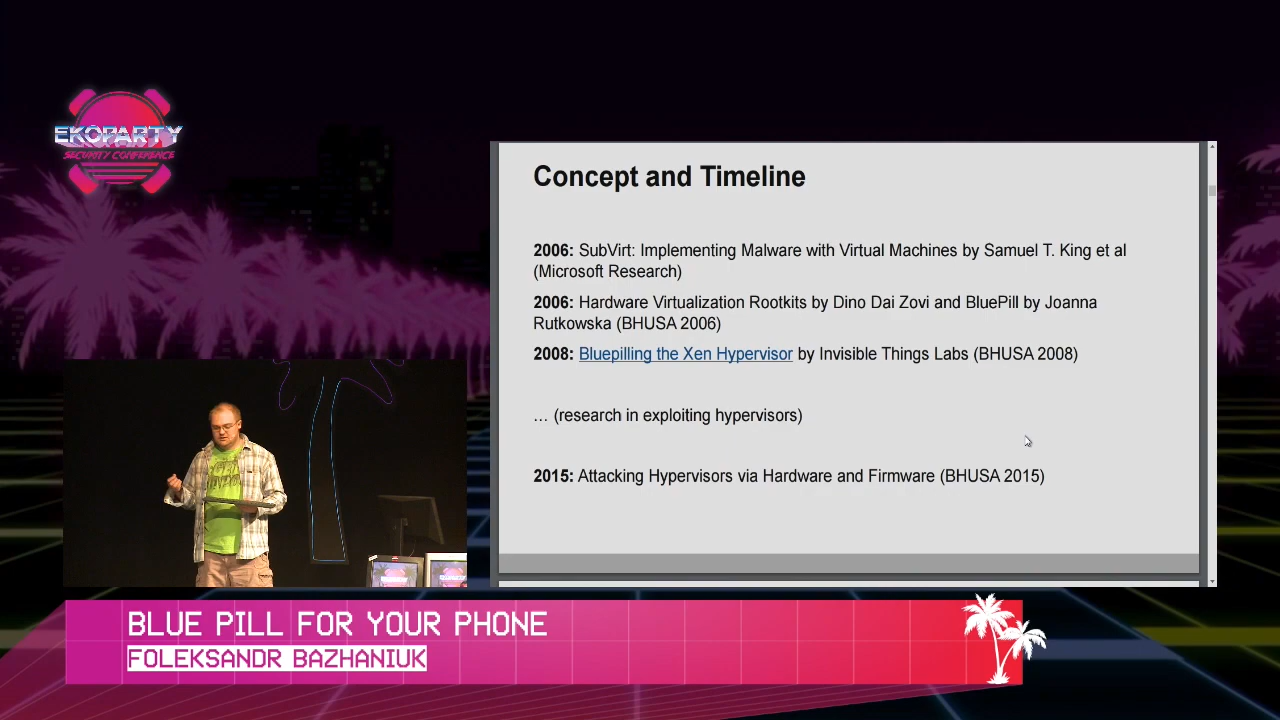 EKOPARTY
SECURITY CONFERENCE
Concept and Timeline
2006: SubVirt: Implementing Malware with Virtual Machines by Samuel T. King et al
(Microsoft Research)
2006: Hardware Virtualization Rootkits by Dino Dai Zovi and BluePill by Joanna
Rutkowska (BHUSA 2006)
2008: Bluepilling the Xen Hypervisor by Invisible Things Labs (BHUSA 2008)
... (research in exploiting hypervisors)
2015: Attacking Hypervisors via Hardware and Firmware (BHUSA 2015)
BLUE PILL FOR YOUR PHONE
FOLEKSANDR BAZHANIUK